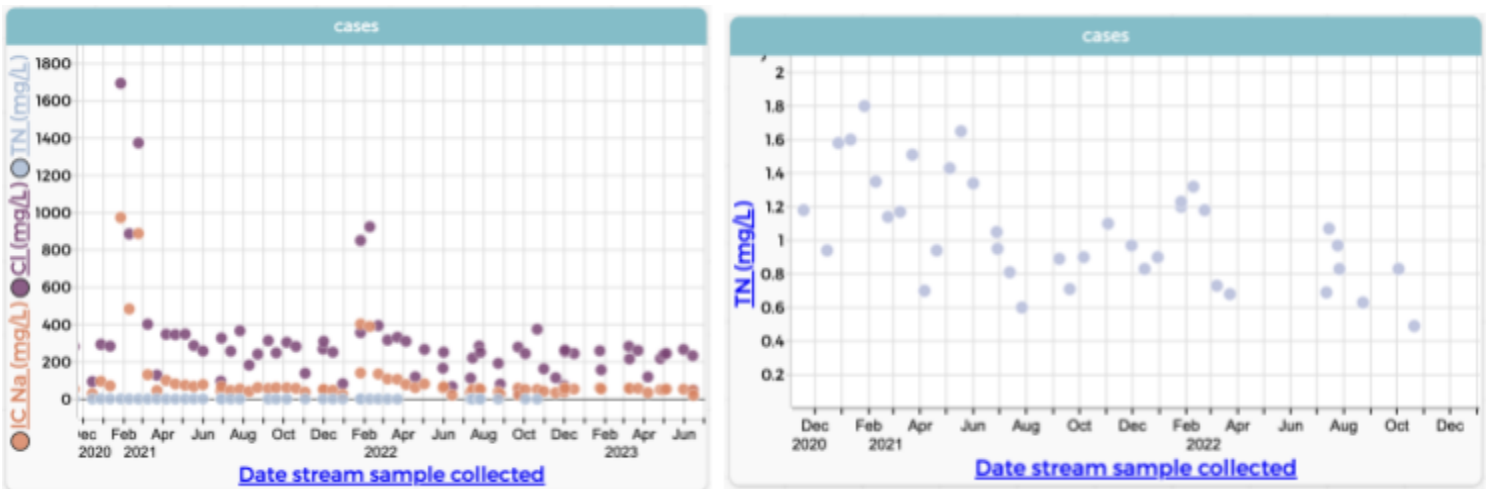 cases
IC Na (mg/L) Cl (mg/L) TN (mg/L)
1800
1600
1400
1200
1000
800
600
400
200
0
Feb Apr Jun Aug Oct Dec Feb Apr Jun Aug Oct Dec Feb Apr Jun
2020 2021 2022 2023
Date stream sample collected
cases
TN (mg/L)
2
1.8
1.6
1.4
1.2
1
0.8
0.6
0.4
0.2
Dec Feb Apr Jun Aug Oct Dec Feb Apr Jun Aug Oct Dec
2020 2021 2022
Date stream sample collected